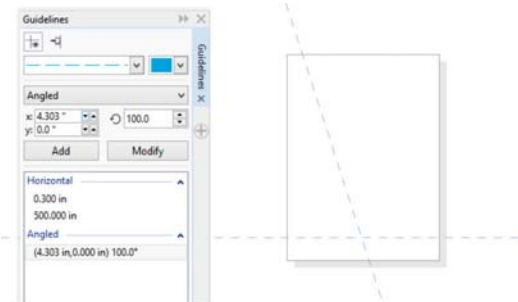 Guidelines
Guidelines
Angled
x: 4.303 " 100.0
y: 0.0 "
Add Modify
Horizontal
0.300 in
500.000 in
Angled
(4.303 in,0.000 in) 100.0°